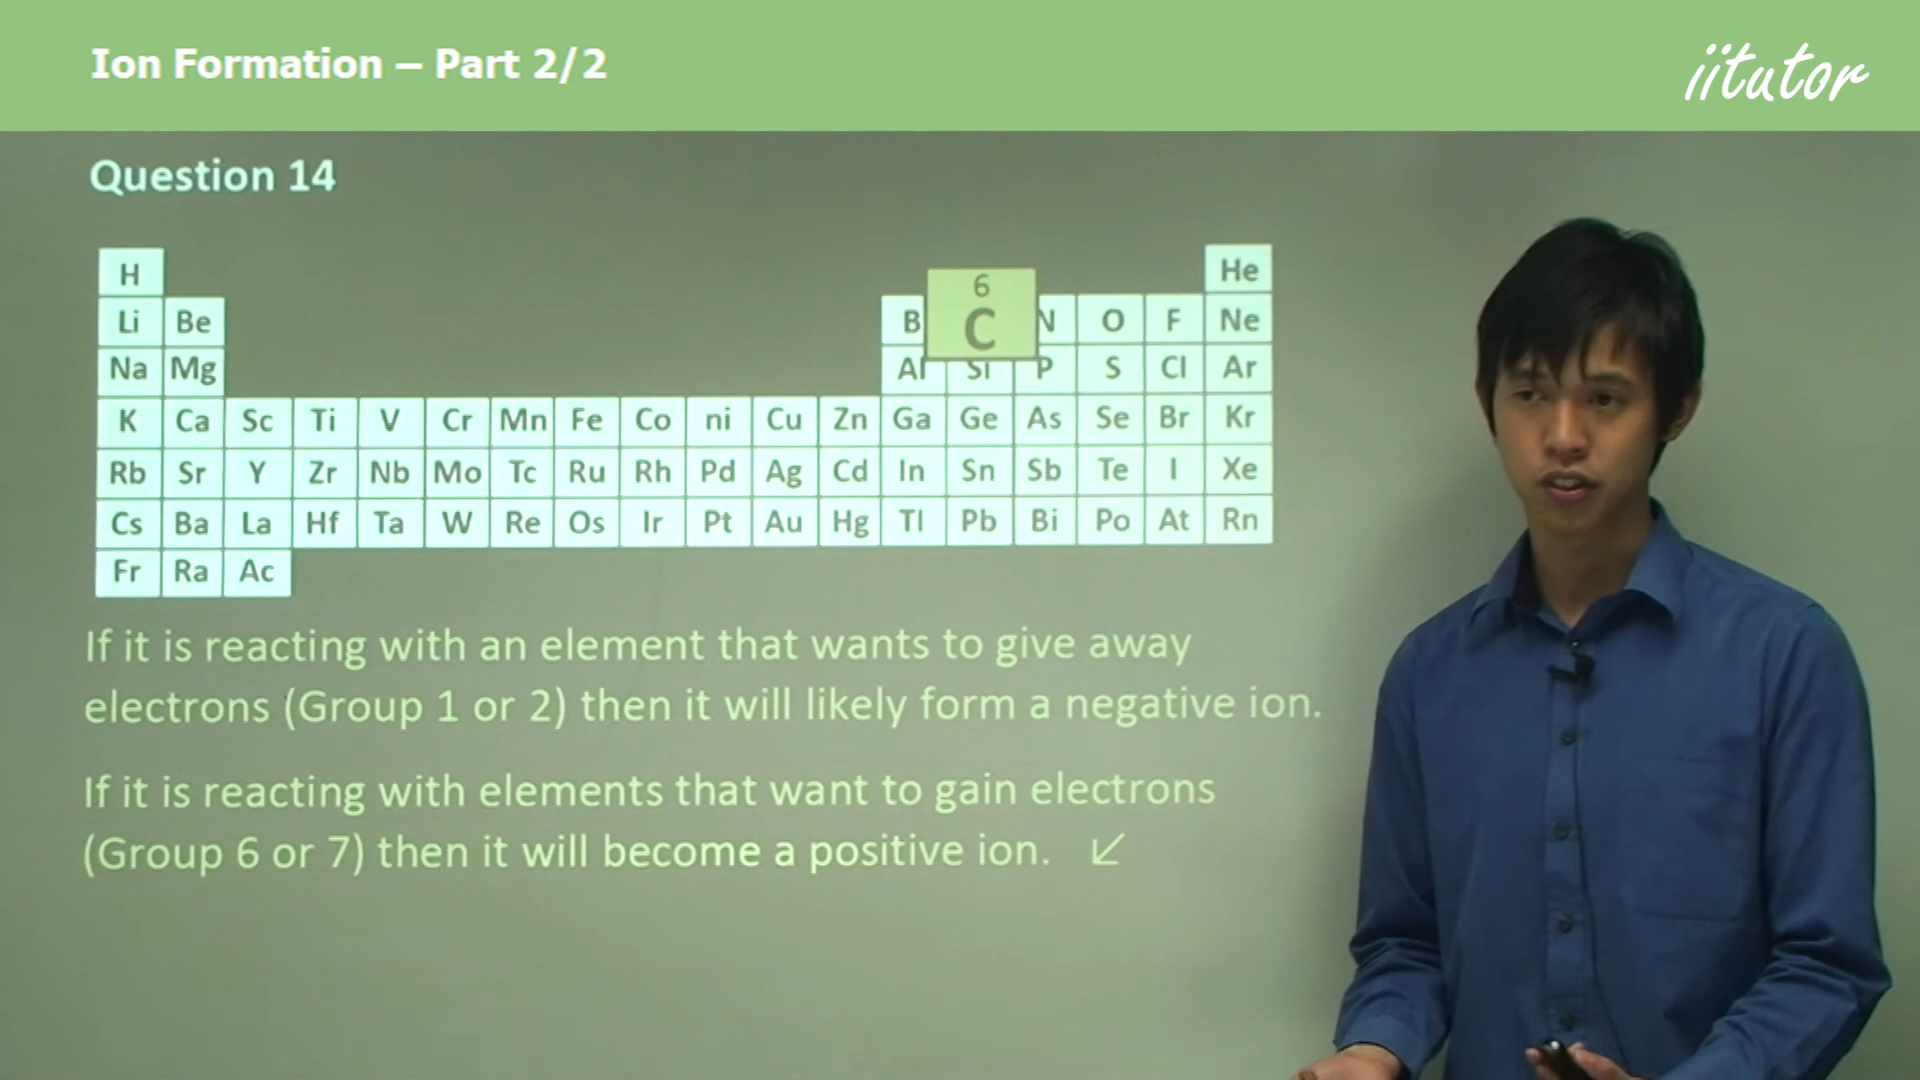 Ion Formation – Part 2/2
iitutor
Question 14
H He
6
Li Be B C N O F Ne
Na Mg Al Si P S Cl Ar
K Ca Sc Ti V Cr Mn Fe Co ni Cu Zn Ga Ge As Se Br Kr
Rb Sr Y Zr Nb Mo Tc Ru Rh Pd Ag Cd In Sn Sb Te I Xe
Cs Ba La Hf Ta W Re Os Ir Pt Au Hg Tl Pb Bi Po At Rn
Fr Ra Ac
If it is reacting with an element that wants to give away
electrons (Group 1 or 2) then it will likely form a negative ion.
If it is reacting with elements that want to gain electrons
(Group 6 or 7) then it will become a positive ion.